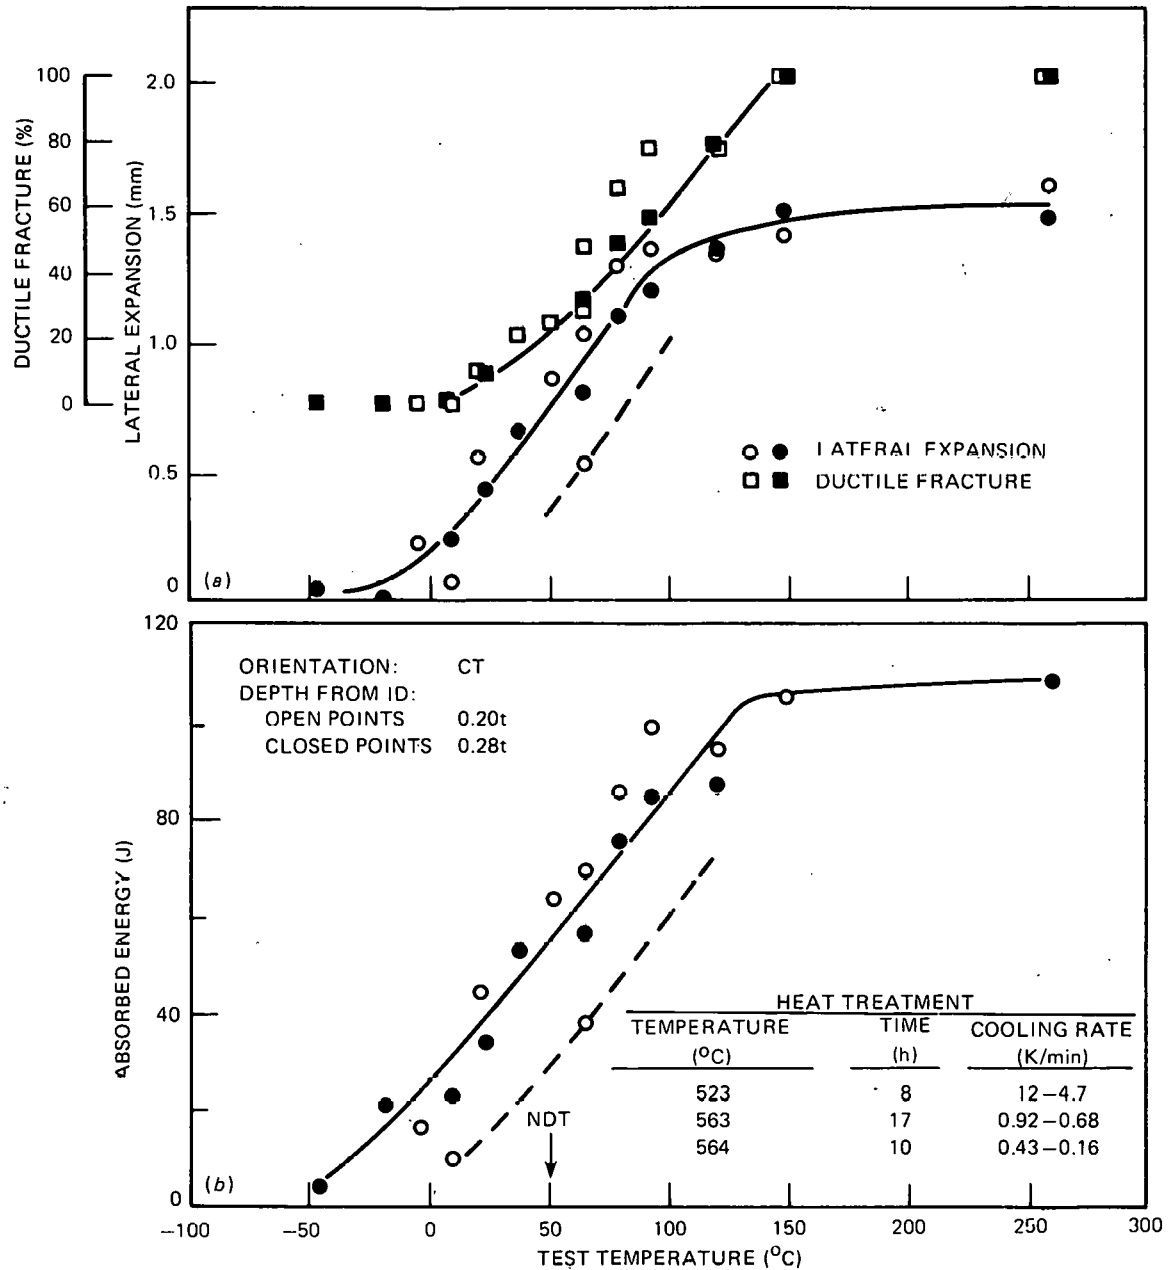 DUCTILE FRACTURE (%)
100
80
60
40
20
0
LATERAL EXPANSION (mm)
2.0
1.5
1.0
0.5
0
(a)
LATERAL EXPANSION
DUCTILE FRACTURE
ABSORBED ENERGY (J)
120
80
40
0
ORIENTATION: CT
DEPTH FROM ID:
OPEN POINTS 0.20t
CLOSED POINTS 0.28t
HEAT TREATMENT
TEMPERATURE TIME COOLING RATE
(°C) (h) (K/min)
523 8 12–4.7
563 17 0.92–0.68
564 10 0.43–0.16
NDT
(b)
−100 −50 0 50 100 150 200 250 300
TEST TEMPERATURE (°C)